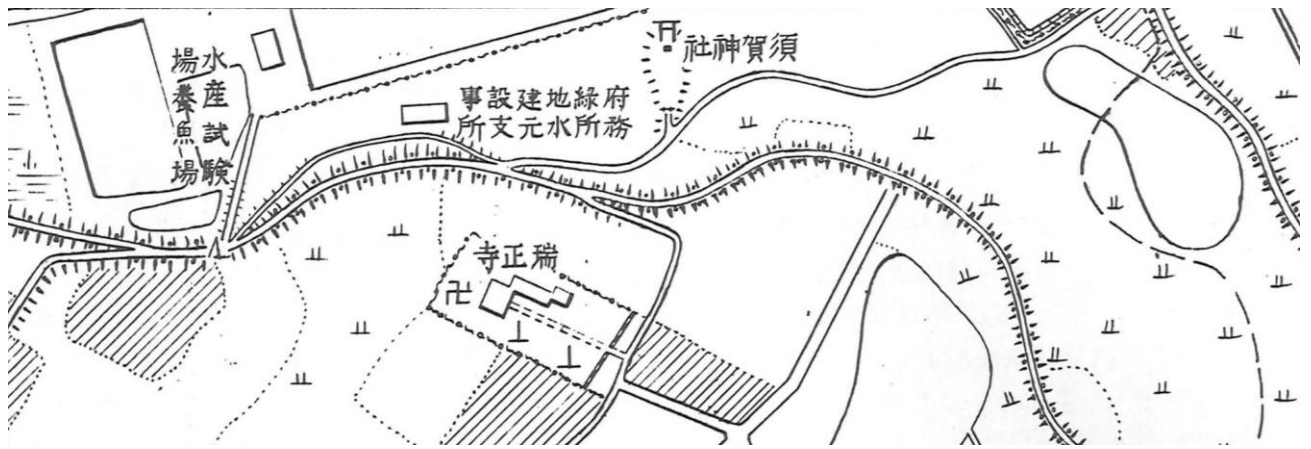 水産試験
場養魚場
府緑地建設事
務所水元支所
須賀神社
瑞正寺